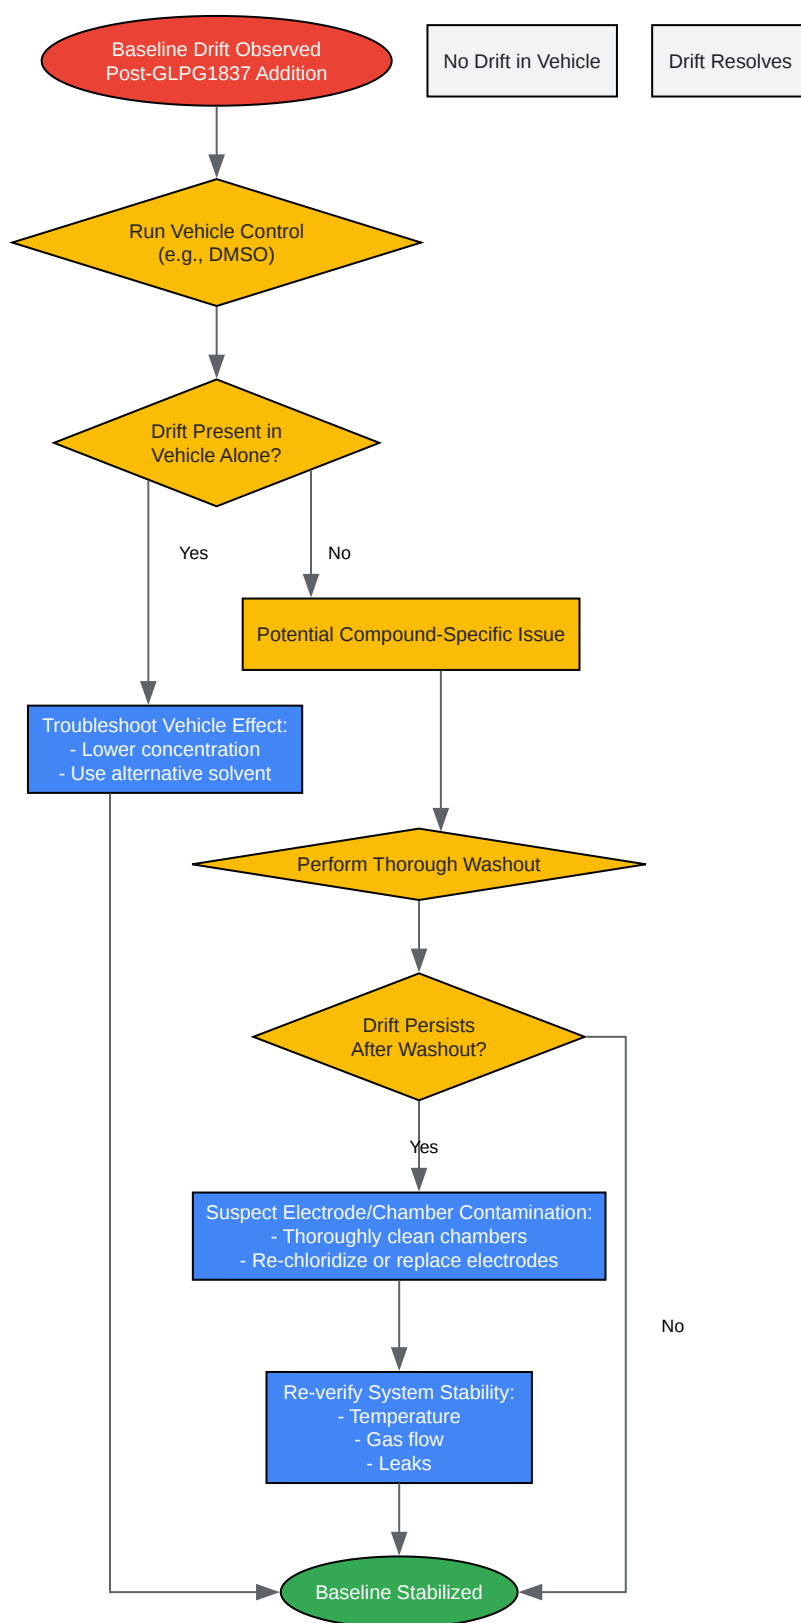 Baseline Drift Observed
Post-GLPG1837 Addition
No Drift in Vehicle
Drift Resolves
Run Vehicle Control
(e.g., DMSO)
Drift Present in
Vehicle Alone?
Yes
No
Potential Compound-Specific Issue
Troubleshoot Vehicle Effect:
- Lower concentration
- Use alternative solvent
Perform Thorough Washout
Drift Persists
After Washout?
Yes
Suspect Electrode/Chamber Contamination:
- Thoroughly clean chambers
- Re-chloridize or replace electrodes
No
Re-verify System Stability:
- Temperature
- Gas flow
- Leaks
Baseline Stabilized